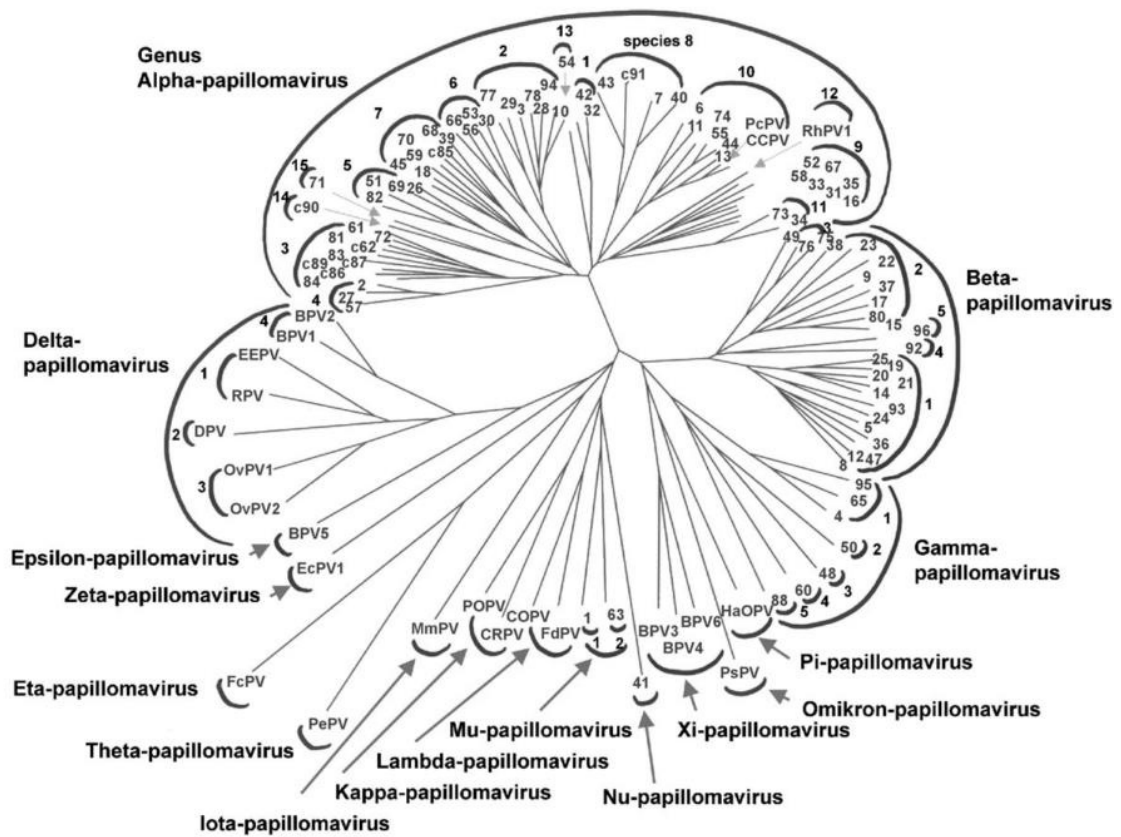 Genus
Alpha-papillomavirus
13
54
2
1
species 8
94
42
43
c91
6
77
78
7
40
10
7
53
29
3
28
10
32
6
74
PcPV
12
68
66
30
11
55
CCPV
RhPV1
70
39
56
44
59
c85
13
9
5
45
18
52
67
15
51
69
26
58
33
35
71
82
31
16
14
c90
73
11
61
34
3
81
72
49
75
3
83
c62
76
38
23
c89
c87
22
2
c86
84
2
9
37
4
27
57
17
Beta-
papillomavirus
4
BPV2
80
15
5
Delta-
papillomavirus
BPV1
96
EEPV
92
4
1
25
19
RPV
20
21
14
93
1
2
DPV
24
5
36
OvPV1
12
47
3
8
95
OvPV2
65
4
1
BPV5
Epsilon-papillomavirus
50
2
Gamma-
papillomavirus
EcPV1
Zeta-papillomavirus
48
3
60
4
88
5
POPV
COPV
1
63
HaOPV
MmPV
CRPV
FdPV
BPV3
BPV6
1
2
BPV4
Pi-papillomavirus
Eta-papillomavirus
FcPV
41
PsPV
Omikron-papillomavirus
PePV
Mu-papillomavirus
Xi-papillomavirus
Theta-papillomavirus
Lambda-papillomavirus
Kappa-papillomavirus
Nu-papillomavirus
Iota-papillomavirus